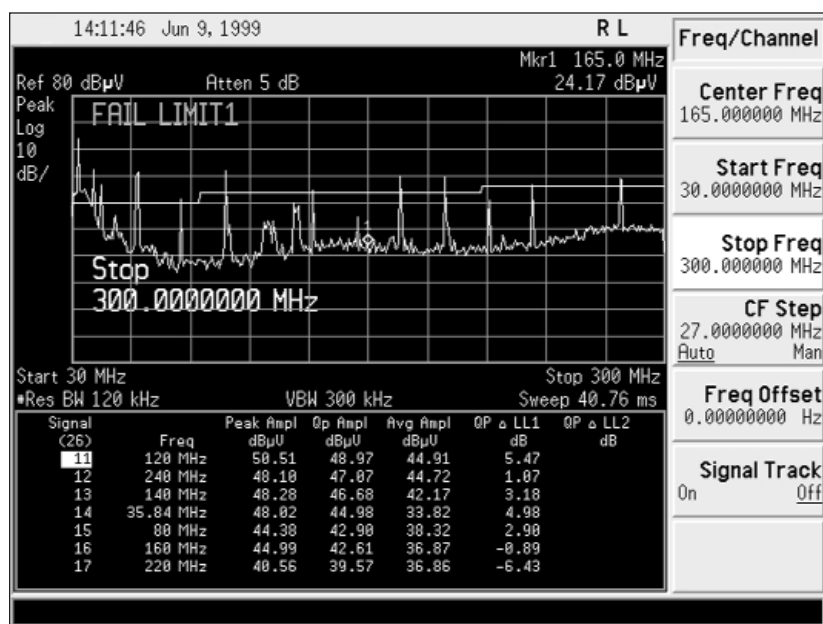 14:11:46 Jun 9, 1999 R L
Mkr1 165.0 MHz
Ref 80 dBµV Atten 5 dB 24.17 dBµV
Peak
Log
10
dB/
FAIL LIMIT1
Stop
300.0000000 MHz
Start 30 MHz Stop 300 MHz
*Res BW 120 kHz VBW 300 kHz Sweep 40.76 ms
Signal Peak Ampl Qp Ampl Avg Ampl QP △ LL1 QP △ LL2
(26) Freq dBµV dBµV dBµV dB dB
11 120 MHz 50.51 48.97 44.91 5.47
12 240 MHz 48.10 47.07 44.72 1.07
13 140 MHz 48.28 46.68 42.17 3.18
14 35.84 MHz 48.02 44.98 33.82 4.98
15 80 MHz 44.38 42.90 38.32 2.90
16 160 MHz 44.99 42.61 36.87 -0.89
17 220 MHz 40.56 39.57 36.86 -6.43
Freq/Channel
Center Freq
165.000000 MHz
Start Freq
30.0000000 MHz
Stop Freq
300.000000 MHz
CF Step
27.0000000 MHz
Auto Man
Freq Offset
0.00000000 Hz
Signal Track
On Off